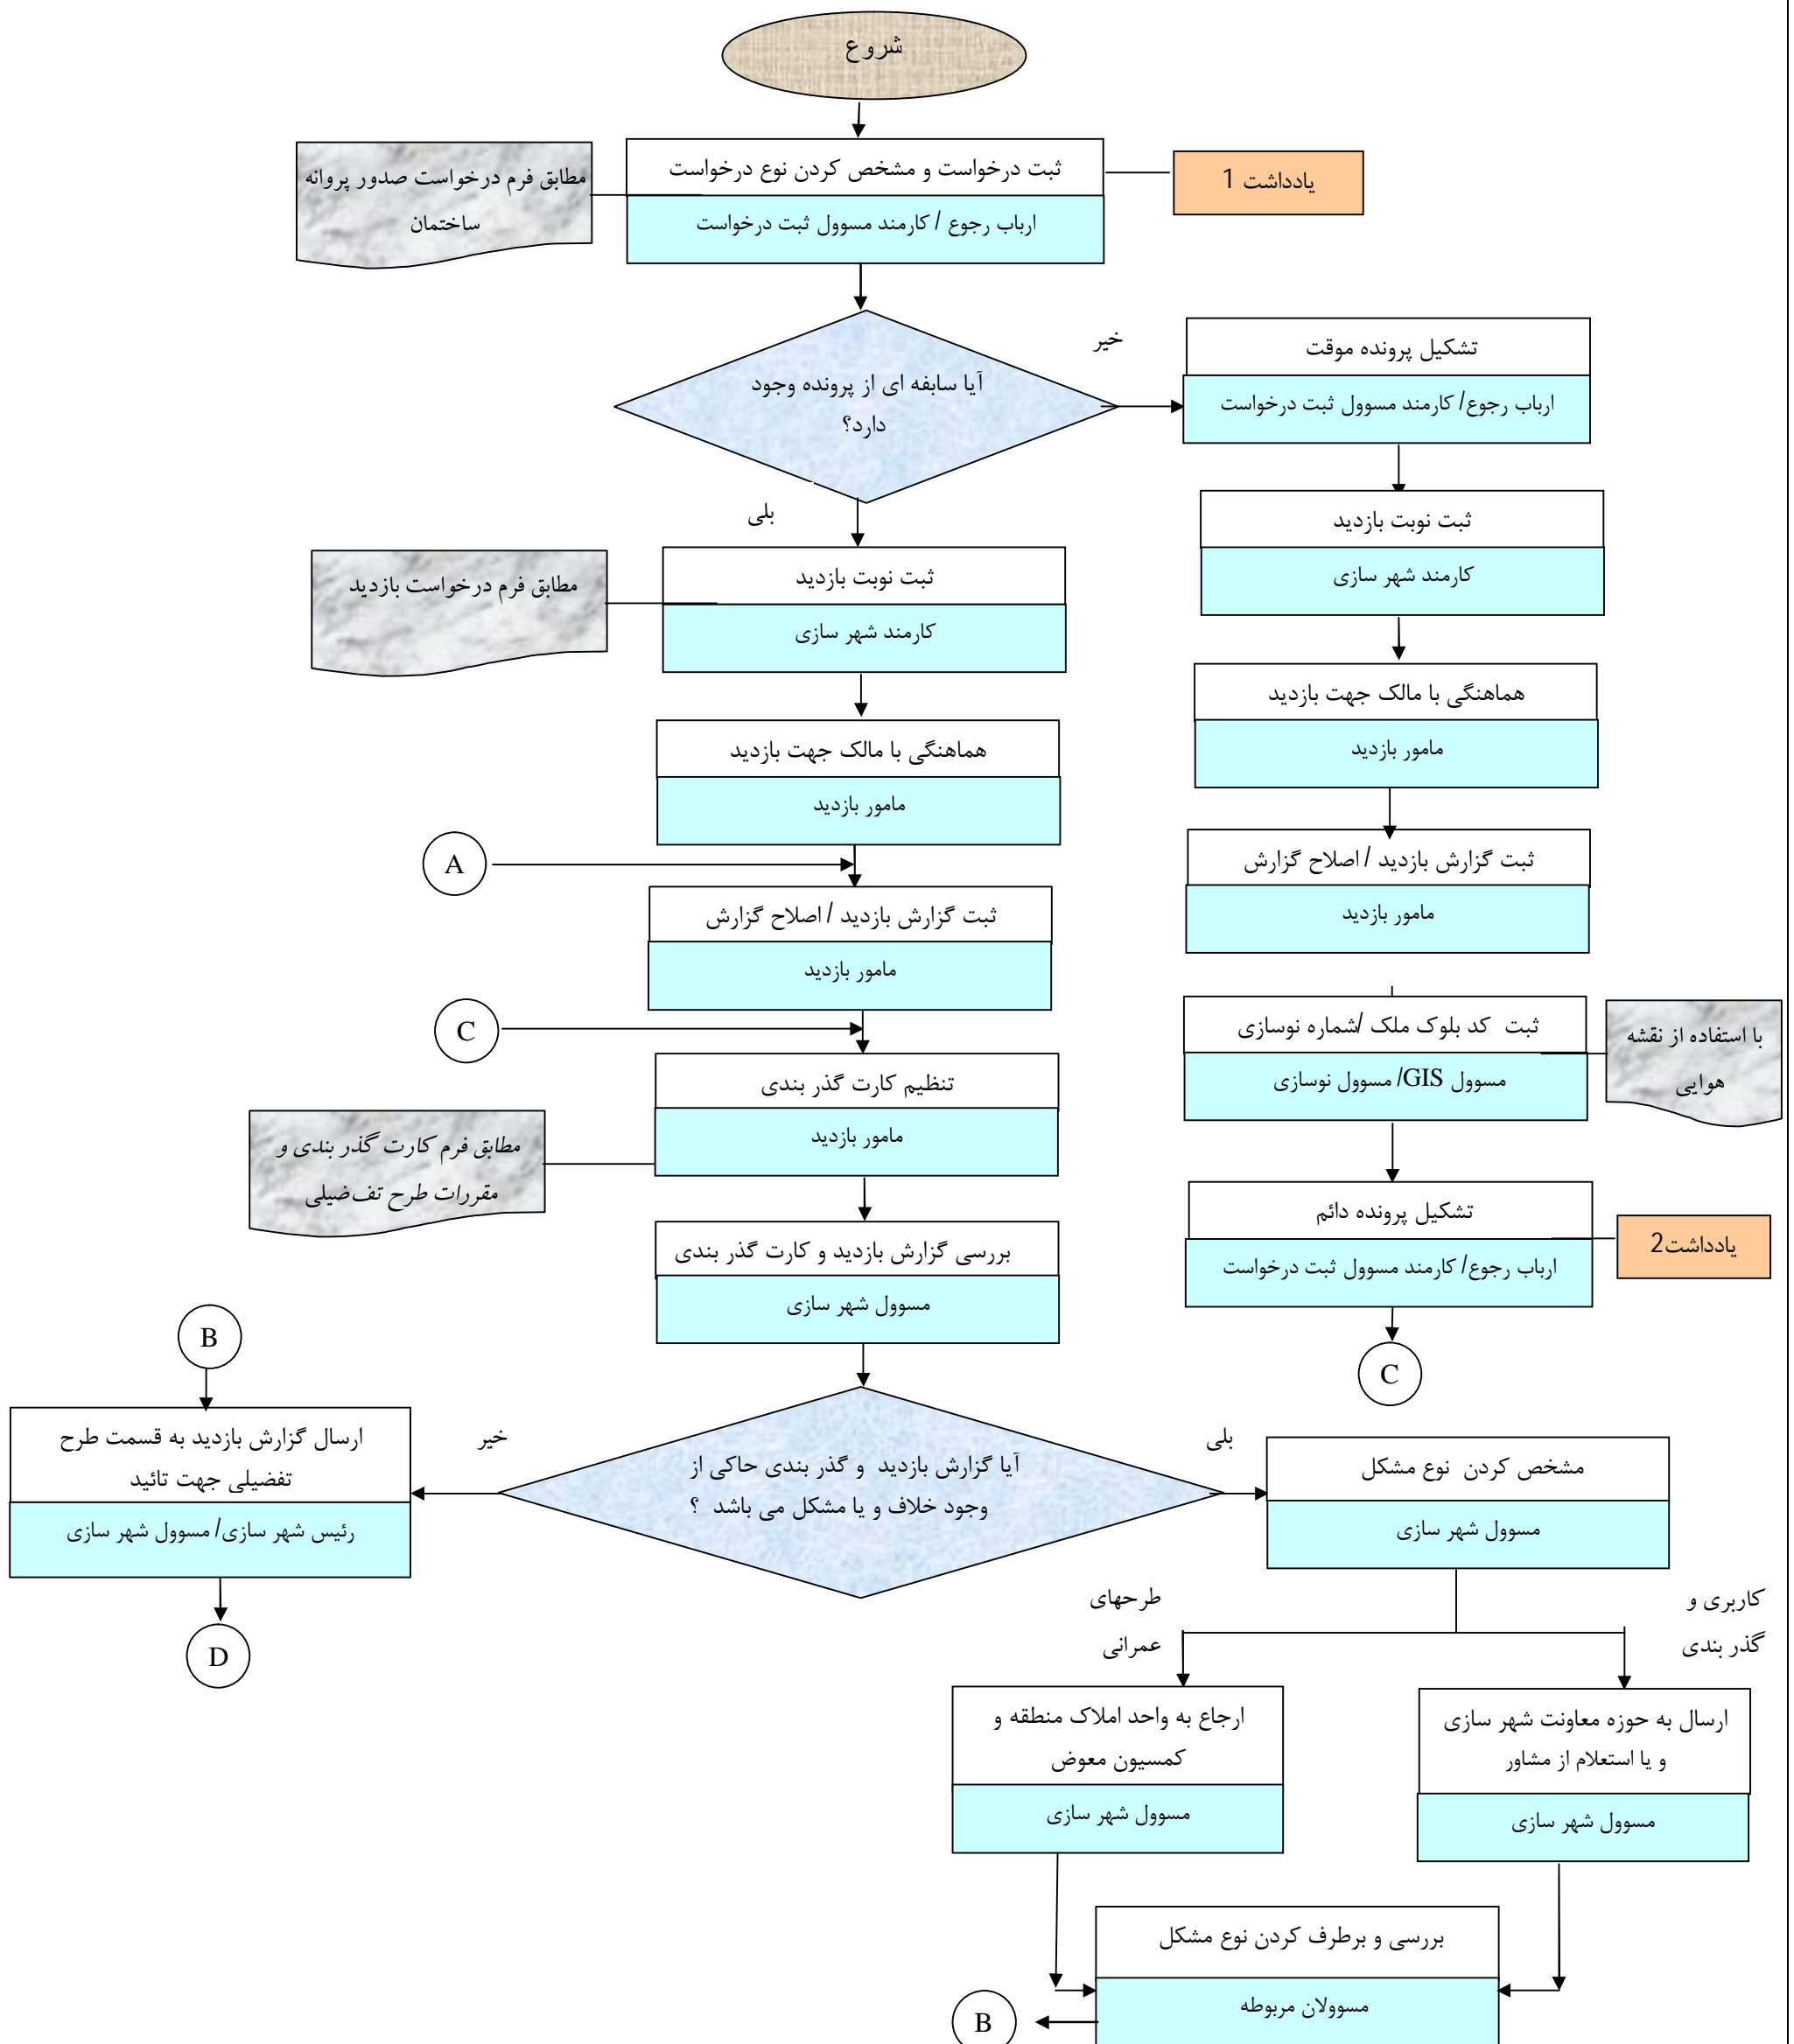 شروع
ثبت درخواست و مشخص کردن نوع درخواست
ارباب رجوع / کارمند مسوول ثبت درخواست
یادداشت 1
مطابق فرم درخواست صدور پروانه
ساختمان
آیا سابفه ای از پرونده وجود
دارد؟
خیر
تشکیل پرونده موقت
ارباب رجوع/ کارمند مسوول ثبت درخواست
ثبت نوبت بازدید
کارمند شهر سازی
هماهنگی با مالک جهت بازدید
مامور بازدید
ثبت گزارش بازدید / اصلاح گزارش
مامور بازدید
ثبت کد بلوک ملک /شماره نوسازی
مسوول GIS/ مسوول نوسازی
با استفاده از نقشه
هوایی
تشکیل پرونده دائم
ارباب رجوع/ کارمند مسوول ثبت درخواست
یادداشت2
C
بلی
ثبت نوبت بازدید
کارمند شهر سازی
مطابق فرم درخواست بازدید
هماهنگی با مالک جهت بازدید
مامور بازدید
A
ثبت گزارش بازدید / اصلاح گزارش
مامور بازدید
C
تنظیم کارت گذر بندی
مامور بازدید
مطابق فرم کارت گذر بندی و
مقررات طرح تفضیلی
بررسی گزارش بازدید و کارت گذر بندی
مسوول شهر سازی
آیا گزارش بازدید و گذر بندی حاکی از
وجود خلاف و یا مشکل می باشد ؟
خیر
B
ارسال گزارش بازدید به قسمت طرح
تفضیلی جهت تائید
رئیس شهر سازی/ مسوول شهر سازی
D
بلی
مشخص کردن نوع مشکل
مسوول شهر سازی
کاربری و
گذر بندی
طرحهای
عمرانی
ارسال به حوزه معاونت شهر سازی
و یا استعلام از مشاور
مسوول شهر سازی
ارجاع به واحد املاک منطقه و
کمسیون معوض
مسوول شهر سازی
بررسی و برطرف کردن نوع مشکل
مسوولان مربوطه
B